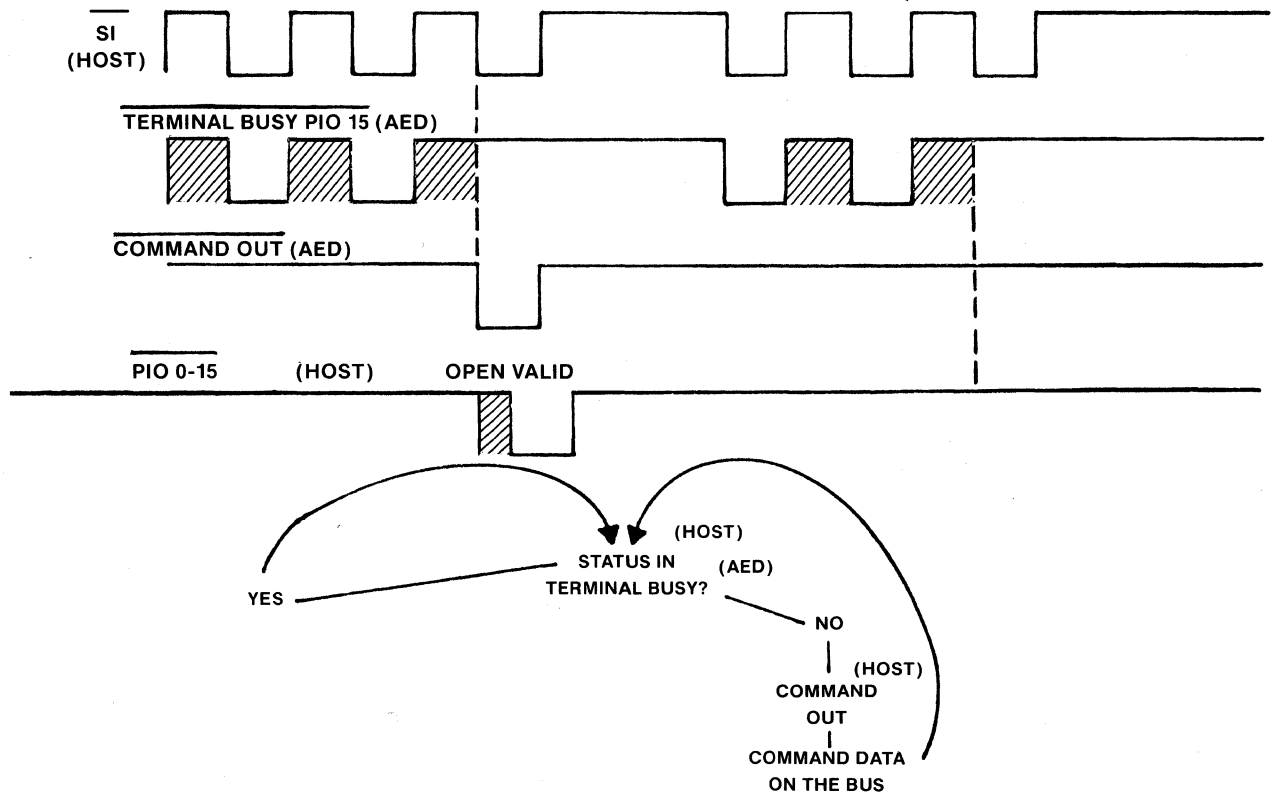 SI
(HOST)
TERMINAL BUSY PIO 15 (AED)
COMMAND OUT (AED)
PIO 0-15 (HOST) OPEN VALID
(HOST)
STATUS IN
(AED)
TERMINAL BUSY?
YES
NO
(HOST)
COMMAND
OUT
COMMAND DATA
ON THE BUS